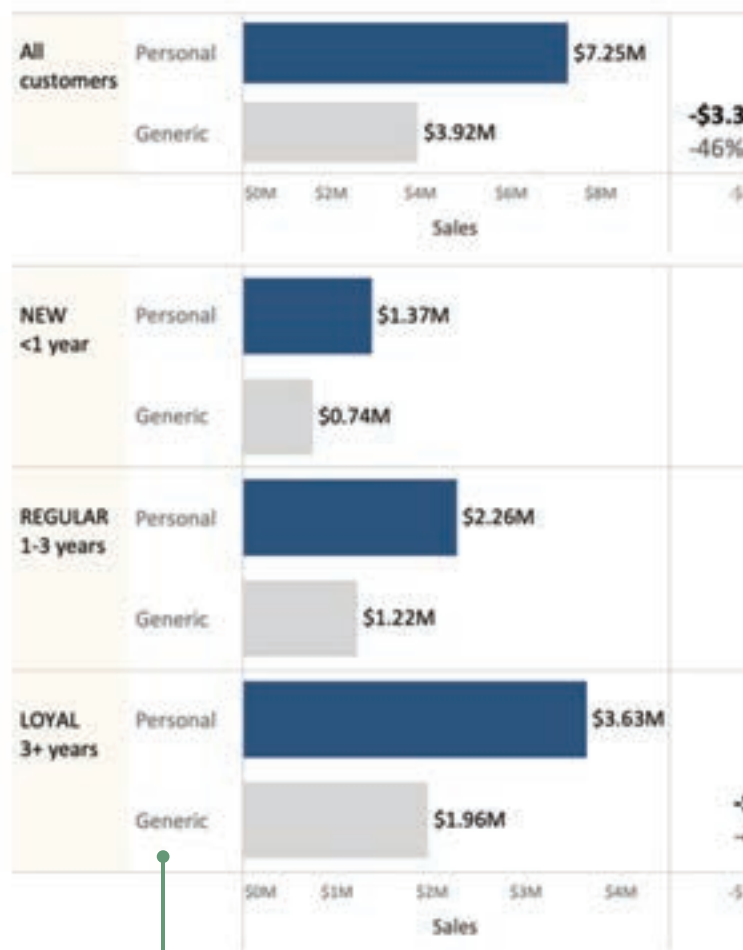 All
customers
Personal
$7.25M
Generic
$3.92M
-$3.3
-46%
$0M $2M $4M $6M $8M
Sales
NEW
<1 year
Personal
$1.37M
Generic
$0.74M
REGULAR
1-3 years
Personal
$2.26M
Generic
$1.22M
LOYAL
3+ years
Personal
$3.63M
Generic
$1.96M
$0M $1M $2M $3M $4M
Sales